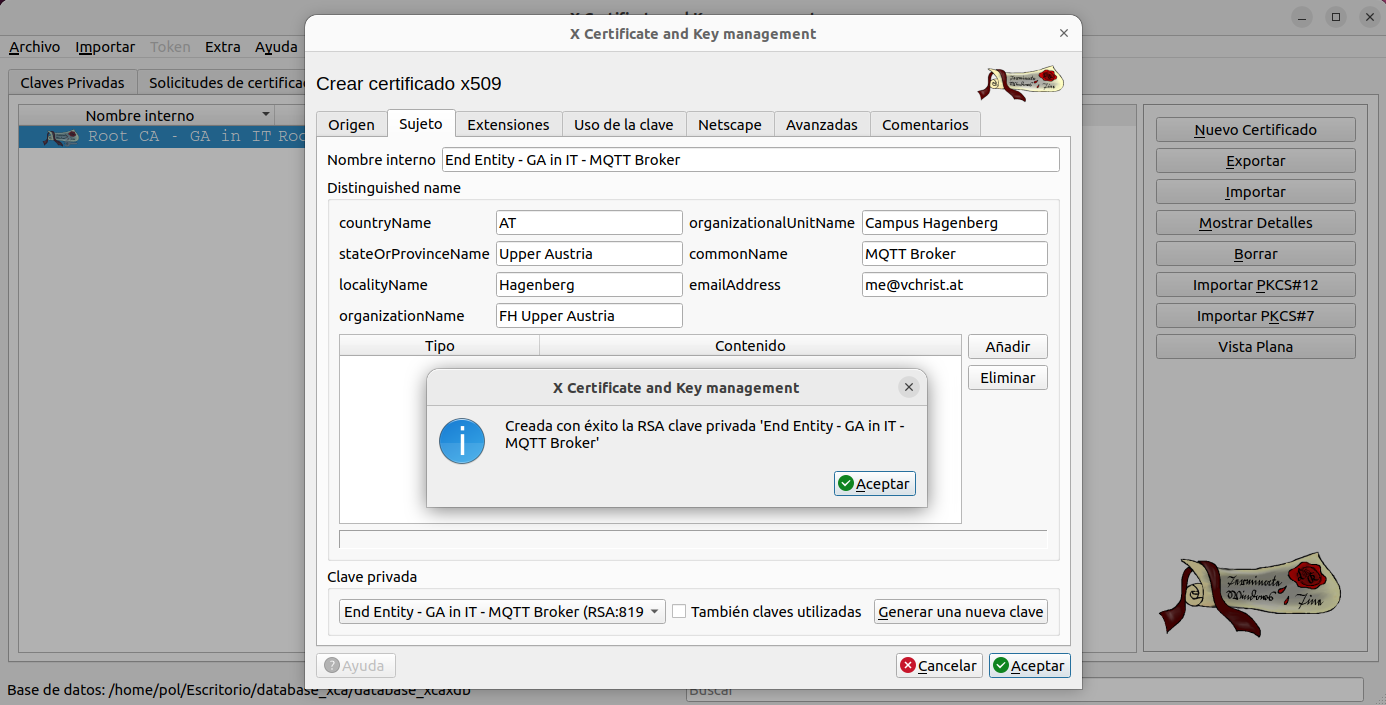 X Certificate and Key management
Archivo Importar Token Extra Ayuda
Claves Privadas Solicitudes de certifica
Nombre interno
Root CA - GA in IT Roo
Nuevo Certificado
Exportar
Importar
Mostrar Detalles
Borrar
Importar PKCS#12
Importar PKCS#7
Vista Plana
Crear certificado x509
Origen Sujeto Extensiones Uso de la clave Netscape Avanzadas Comentarios
Nombre interno End Entity - GA in IT - MQTT Broker
Distinguished name
countryName AT organizationalUnitName Campus Hagenberg
stateOrProvinceName Upper Austria commonName MQTT Broker
localityName Hagenberg emailAddress me@vchrist.at
organizationName FH Upper Austria
Tipo Contenido
Añadir
Eliminar
X Certificate and Key management
Creada con éxito la RSA clave privada 'End Entity - GA in IT -
MQTT Broker'
Aceptar
Clave privada
End Entity - GA in IT - MQTT Broker (RSA:819 También claves utilizadas Generar una nueva clave
Ayuda Cancelar Aceptar
Terminate
Windows Fine
Base de datos: /home/pol/Escritorio/database_xca/database_xcaxdb Buscar